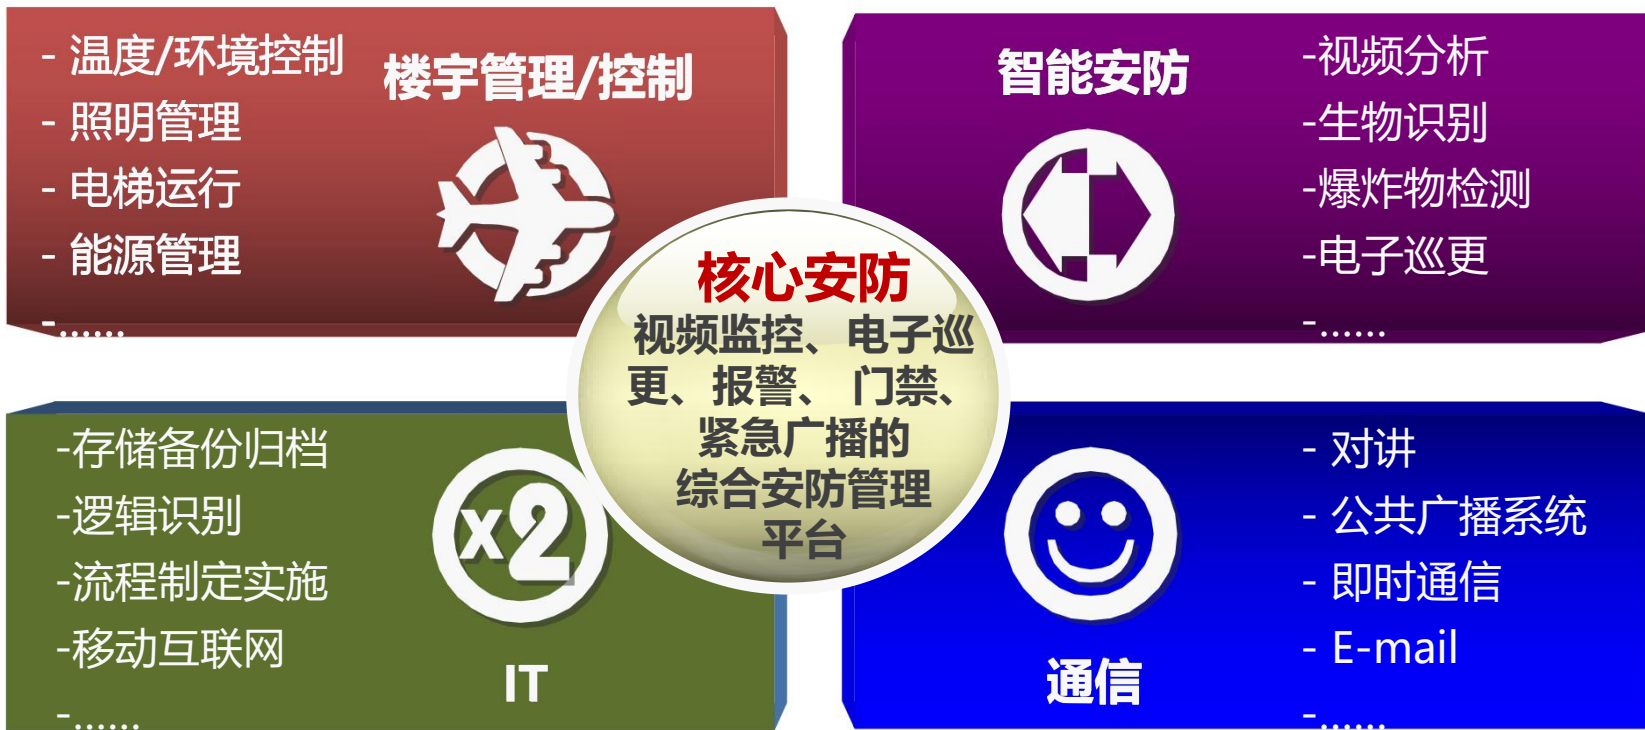 - 温度/环境控制
- 照明管理
- 电梯运行
- 能源管理
-......
楼宇管理/控制
智能安防
-视频分析
-生物识别
-爆炸物检测
-电子巡更
-......
核心安防
视频监控、电子巡
更、报警、 门禁、
紧急广播的
综合安防管理
平台
-存储备份归档
-逻辑识别
-流程制定实施
-移动互联网
-......
x2
IT
通信
- 对讲
- 公共广播系统
- 即时通信
- E-mail
-......